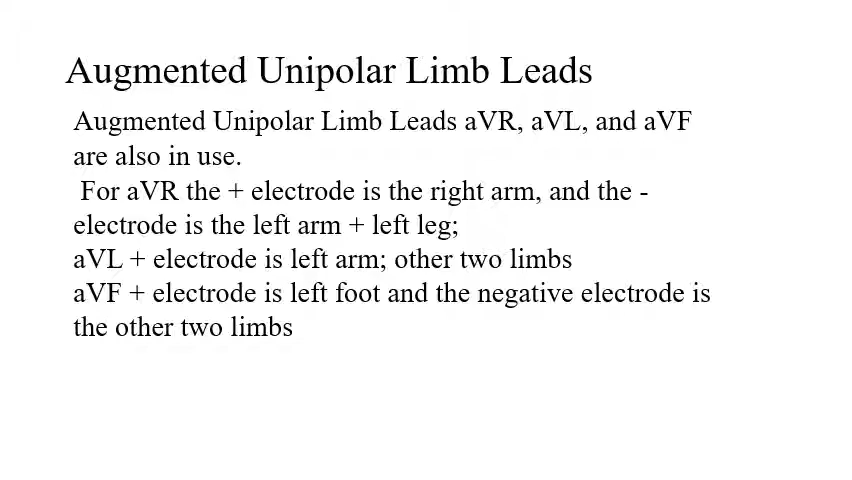 Augmented Unipolar Limb Leads
Augmented Unipolar Limb Leads aVR, aVL, and aVF
are also in use.
For aVR the + electrode is the right arm, and the -
electrode is the left arm + left leg;
aVL + electrode is left arm; other two limbs
aVF + electrode is left foot and the negative electrode is
the other two limbs